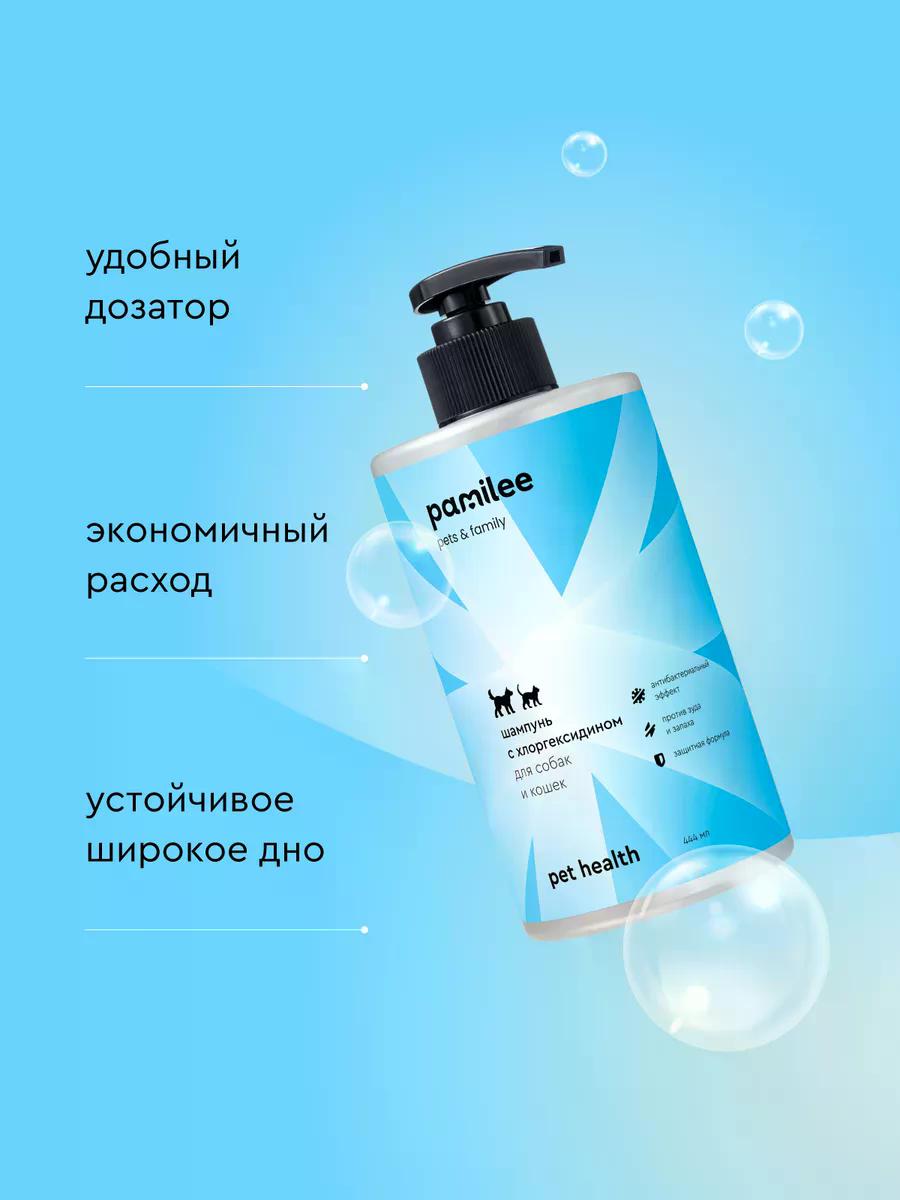 удобный
дозатор
экономичный
расход
устойчивое
широкое дно
pamilee
pets & family
шампунь
с хлоргексидином
для собак
и кошек
антибактериальный
эффект
против зуда
и запаха
защитная формула
pet health
444 мл